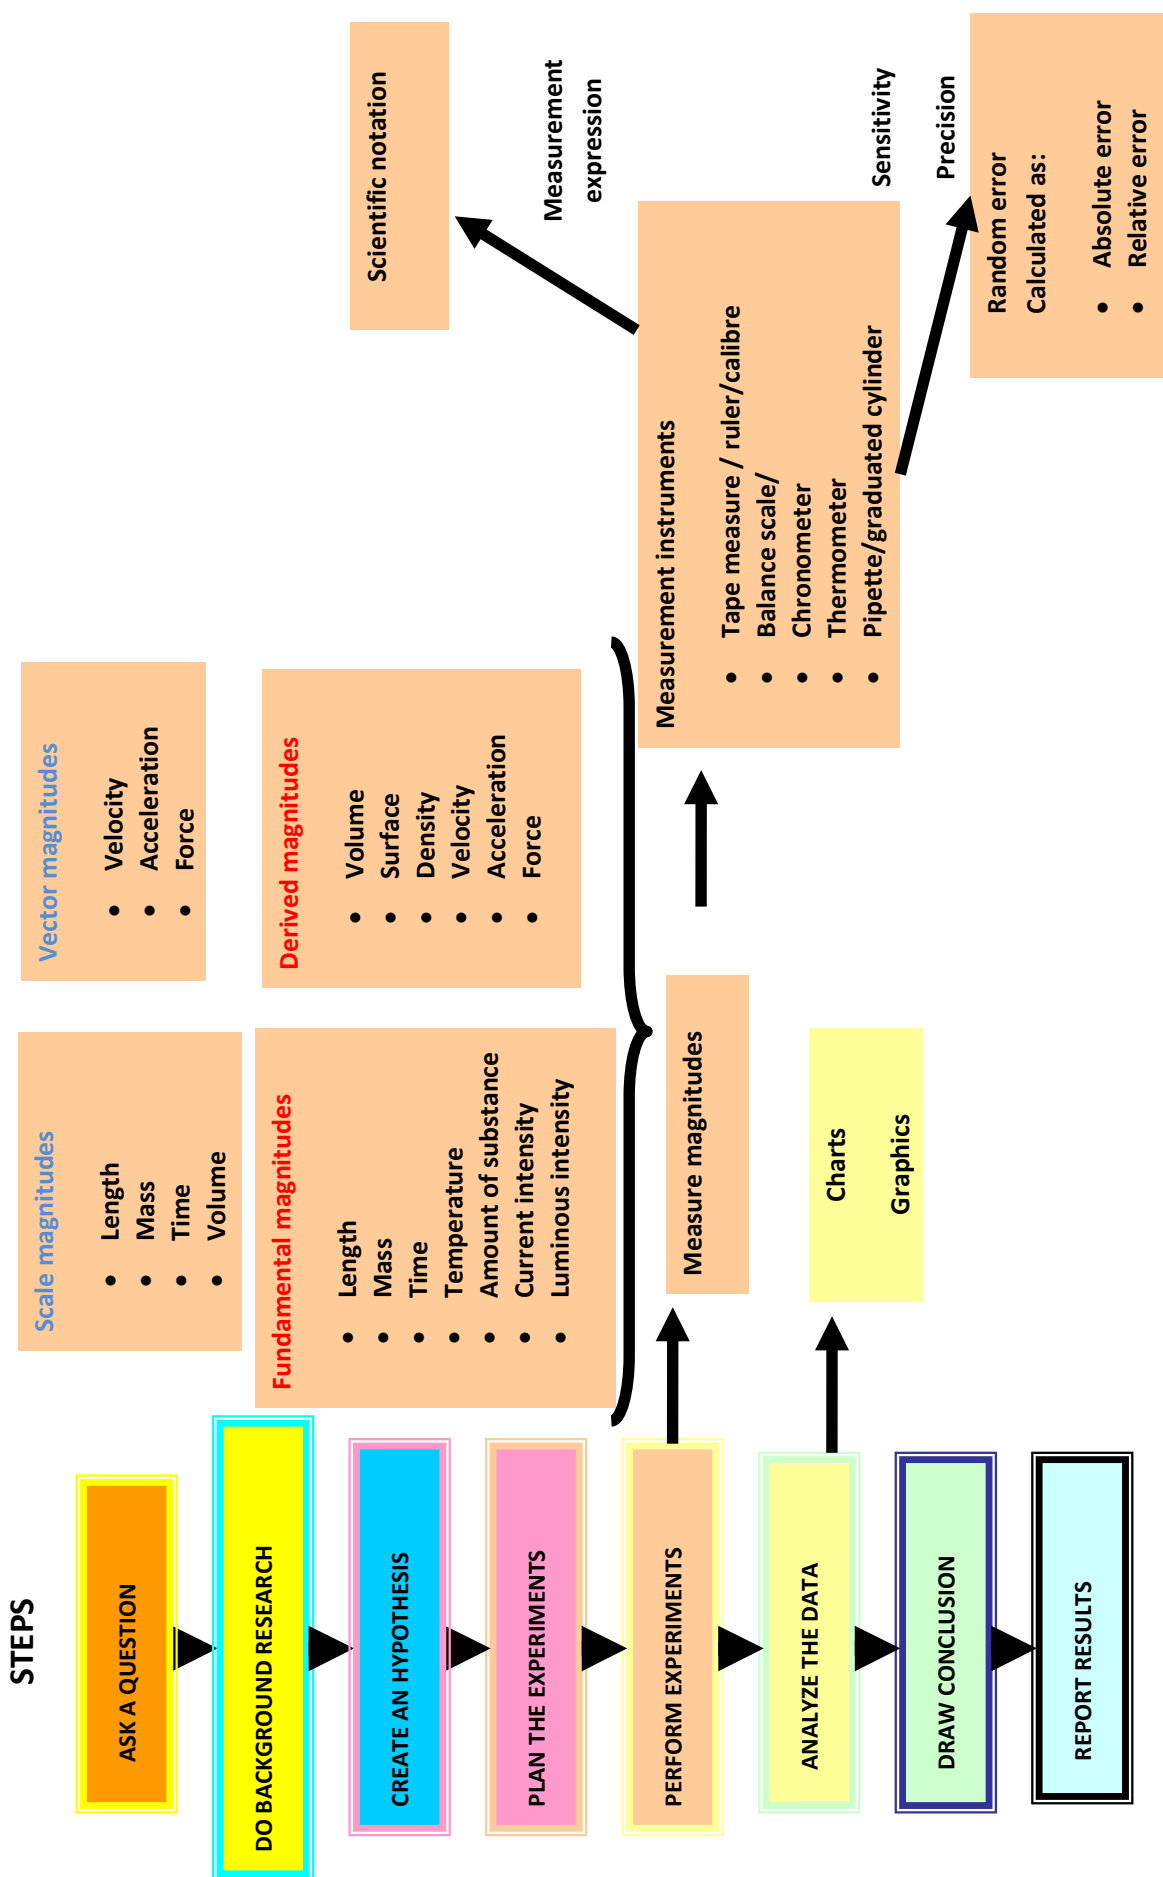 STEPS
ASK A QUESTION
DO BACKGROUND RESEARCH
CREATE AN HYPOTHESIS
PLAN THE EXPERIMENTS
PERFORM EXPERIMENTS
ANALYZE THE DATA
DRAW CONCLUSION
REPORT RESULTS
Scale magnitudes
• Length
• Mass
• Time
• Volume
Vector magnitudes
• Velocity
• Acceleration
• Force
Fundamental magnitudes
• Length
• Mass
• Time
• Temperature
• Amount of substance
• Current intensity
• Luminous intensity
Derived magnitudes
• Volume
• Surface
• Density
• Velocity
• Acceleration
• Force
Measure magnitudes
Charts
Graphics
Measurement instruments
• Tape measure / ruler/calibre
• Balance scale/
• Chronometer
• Thermometer
• Pipette/graduated cylinder
Scientific notation
Measurement
expression
Sensitivity
Precision
Random error
Calculated as:
• Absolute error
• Relative error